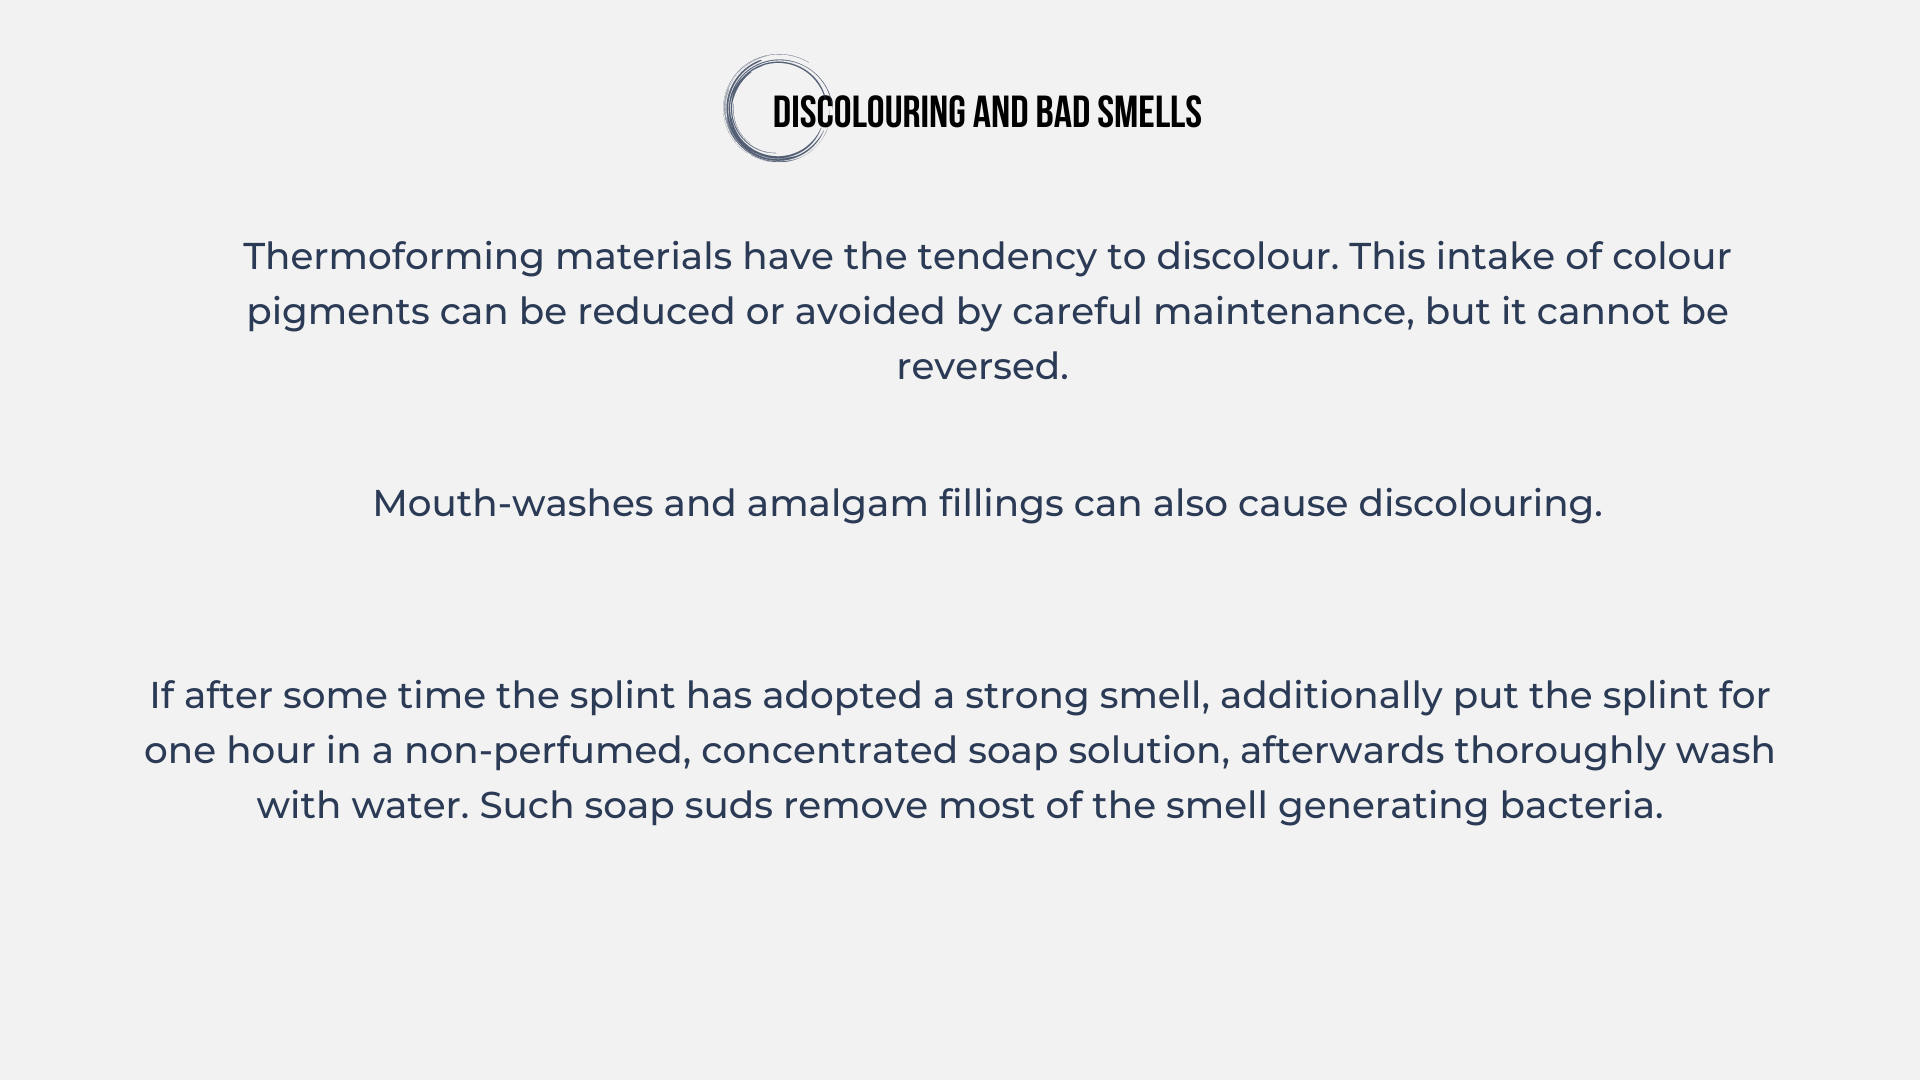 DISCOLOURING AND BAD SMELLS
Thermoforming materials have the tendency to discolour. This intake of colour
pigments can be reduced or avoided by careful maintenance, but it cannot be
reversed.
Mouth-washes and amalgam fillings can also cause discolouring.
If after some time the splint has adopted a strong smell, additionally put the splint for
one hour in a non-perfumed, concentrated soap solution, afterwards thoroughly wash
with water. Such soap suds remove most of the smell generating bacteria.